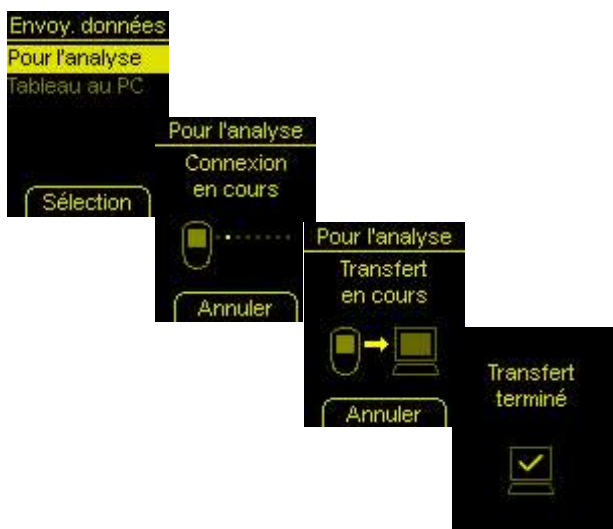 Envoy. données
Pour l'analyse
Tableau au PC
Sélection
Pour l'analyse
Connexion
en cours
Annuler
Pour l'analyse
Transfert
en cours
Annuler
Transfert
terminé